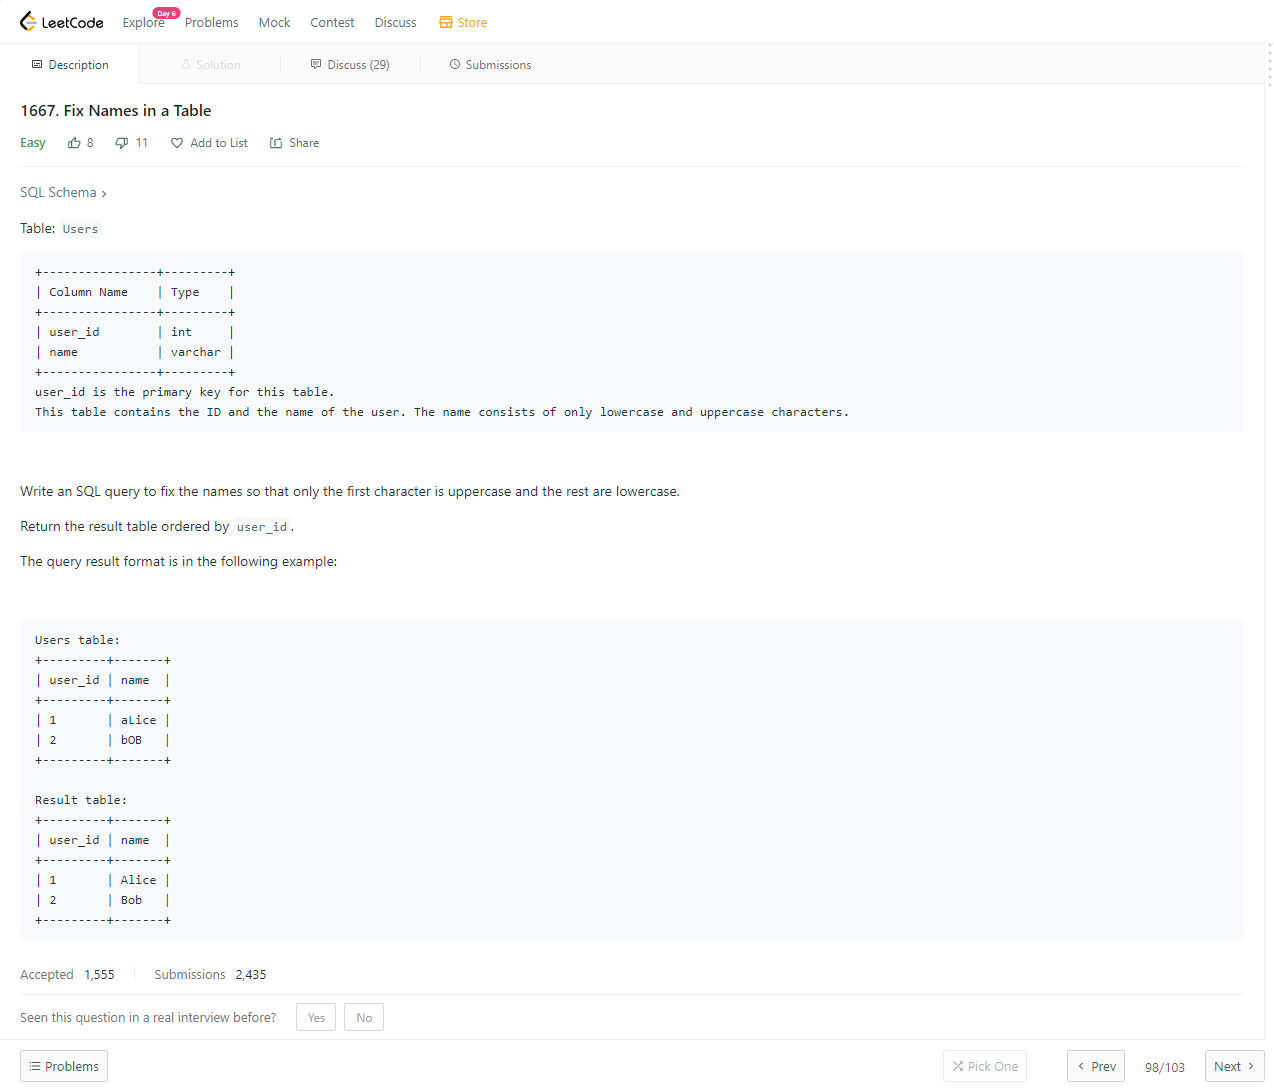 LeetCode Explore Day 6 Problems Mock Contest Discuss Store
Description Solution Discuss (29) Submissions
1667. Fix Names in a Table
Easy 8 11 Add to List Share
SQL Schema >
Table: Users
+----------------+---------+
| Column Name    | Type    |
+----------------+---------+
| user_id        | int     |
| name           | varchar |
+----------------+---------+
user_id is the primary key for this table.
This table contains the ID and the name of the user. The name consists of only lowercase and uppercase characters.
Write an SQL query to fix the names so that only the first character is uppercase and the rest are lowercase.
Return the result table ordered by user_id.
The query result format is in the following example:
Users table:
+---------+-------+
| user_id | name  |
+---------+-------+
| 1       | aLice |
| 2       | bOB   |
+---------+-------+
Result table:
+---------+-------+
| user_id | name  |
+---------+-------+
| 1       | Alice |
| 2       | Bob   |
+---------+-------+
Accepted 1,555 Submissions 2,435
Seen this question in a real interview before? Yes No
Problems Pick One < Prev 98/103 Next >